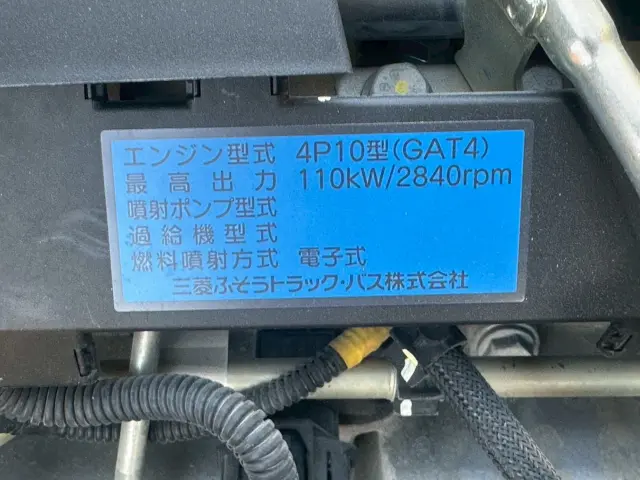 エンジン型式 4P10型(GAT4)
最高出力 110kW/2840rpm
噴射ポンプ型式
過給機型式
燃料噴射方式 電子式
三菱ふそうトラック・バス株式会社